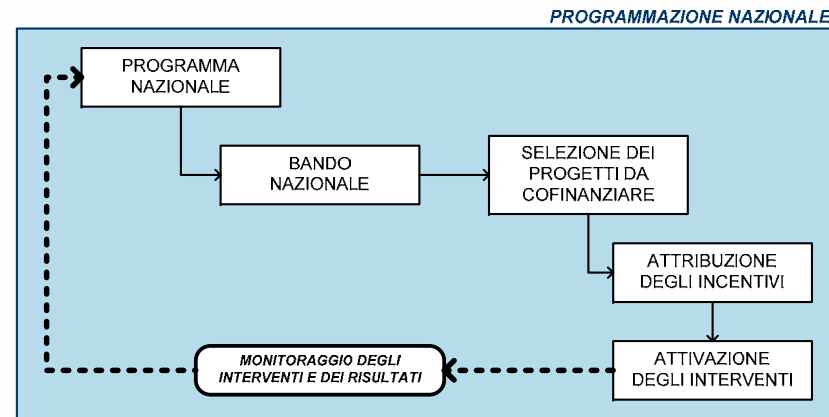 PROGRAMMAZIONE NAZIONALE
PROGRAMMA
NAZIONALE
BANDO
NAZIONALE
SELEZIONE DEI
PROGETTI DA
COFINANZIARE
ATTRIBUZIONE
DEGLI INCENTIVI
ATTIVAZIONE
DEGLI INTERVENTI
MONITORAGGIO DEGLI
INTERVENTI E DEI RISULTATI